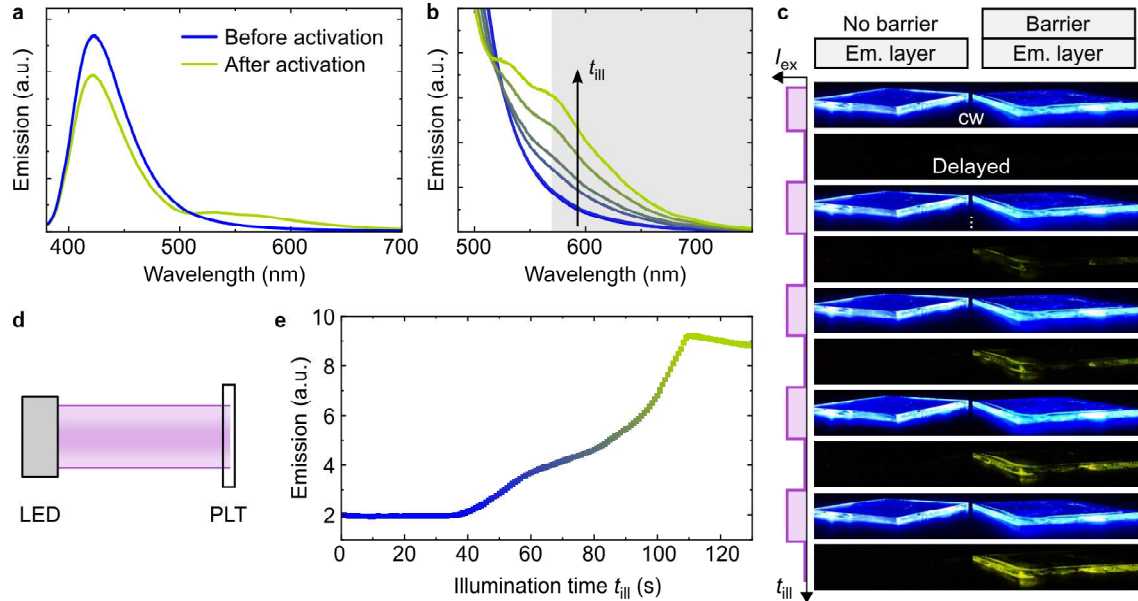 a
Emission (a.u.)
Before activation
After activation
400 500 600 700
Wavelength (nm)
b
Emission (a.u.)
t_ill
500 600 700
Wavelength (nm)
c
No barrier
Em. layer
Barrier
Em. layer
I_ex
cw
Delayed
⋮
t_ill
d
LED
PLT
e
Emission (a.u.)
10
8
6
4
2
0 20 40 60 80 100 120
Illumination time t_ill (s)